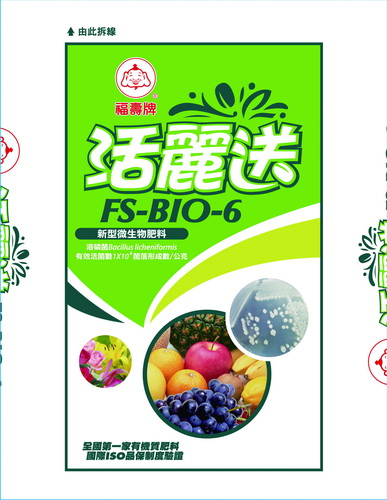 由此拆線
福壽牌
®
活麗送
FS-BIO-6
新型微生物肥料
溶磷菌Bacillus licheniformis
有效活菌數1X10 菌落形成數/公克
全國第一家有機質肥料
國際ISO品保制度驗證